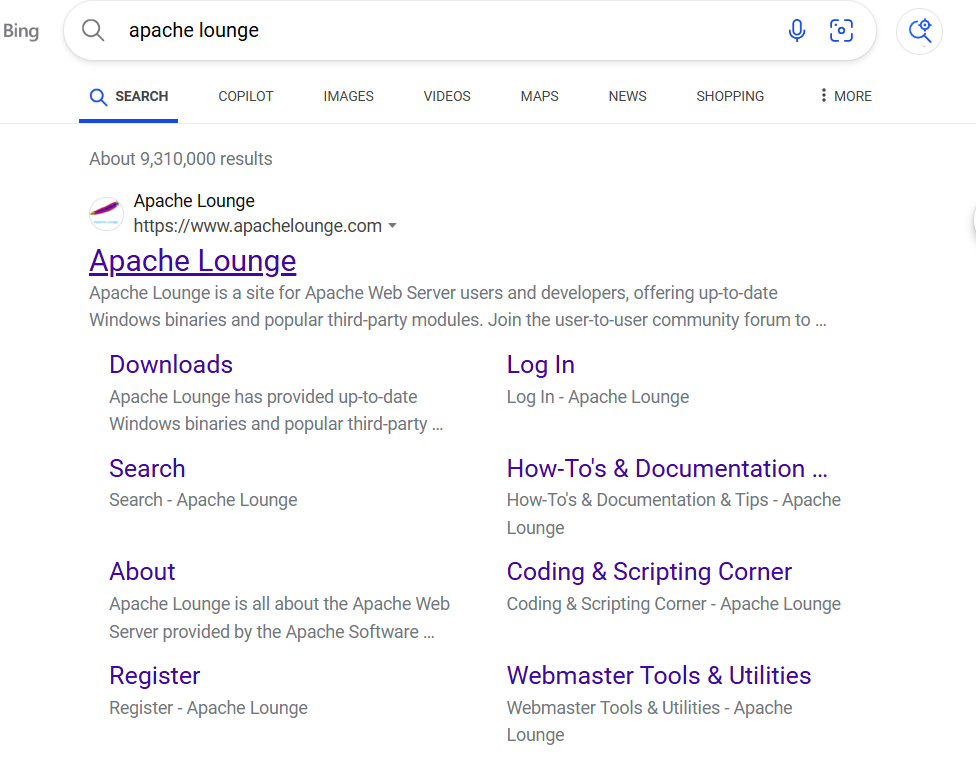 Bing
apache lounge
SEARCH
COPILOT
IMAGES
VIDEOS
MAPS
NEWS
SHOPPING
MORE
About 9,310,000 results
Apache Lounge
https://www.apachelounge.com
Apache Lounge
Apache Lounge is a site for Apache Web Server users and developers, offering up-to-date
Windows binaries and popular third-party modules. Join the user-to-user community forum to ...
Downloads
Apache Lounge has provided up-to-date
Windows binaries and popular third-party ...
Log In
Log In - Apache Lounge
Search
Search - Apache Lounge
How-To's & Documentation ...
How-To's & Documentation & Tips - Apache
Lounge
About
Apache Lounge is all about the Apache Web
Server provided by the Apache Software ...
Coding & Scripting Corner
Coding & Scripting Corner - Apache Lounge
Register
Register - Apache Lounge
Webmaster Tools & Utilities
Webmaster Tools & Utilities - Apache
Lounge